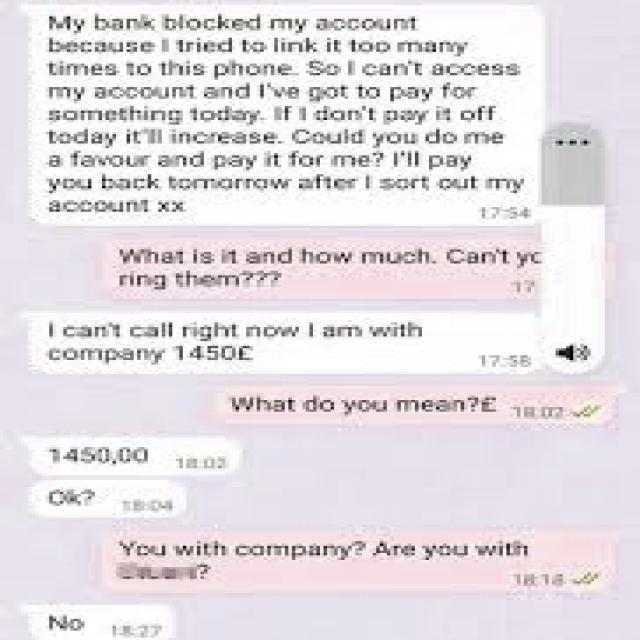 My bank blocked my account
because I tried to link it too many
times to this phone. So I can't access
my account and I've got to pay for
something today. If I don't pay it off
today it'll increase. Could you do me
a favour and pay it for me? I'll pay
you back tomorrow after I sort out my
account xx
17:54
What is it and how much. Can't yo
ring them???
17
I can't call right now I am with
company 1450£
17:58
What do you mean?£ 18:02
1450,00 18:03
Ok? 18:04
You with company? Are you with
?
18:18
No 18:27